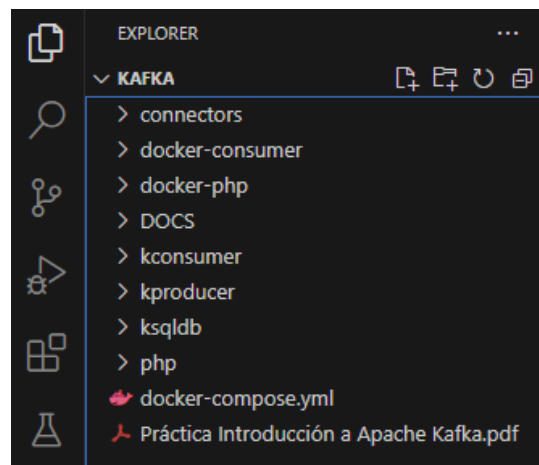 EXPLORER
KAFKA
connectors
docker-consumer
docker-php
DOCS
kconsumer
kproducer
ksqldb
php
docker-compose.yml
Práctica Introducción a Apache Kafka.pdf